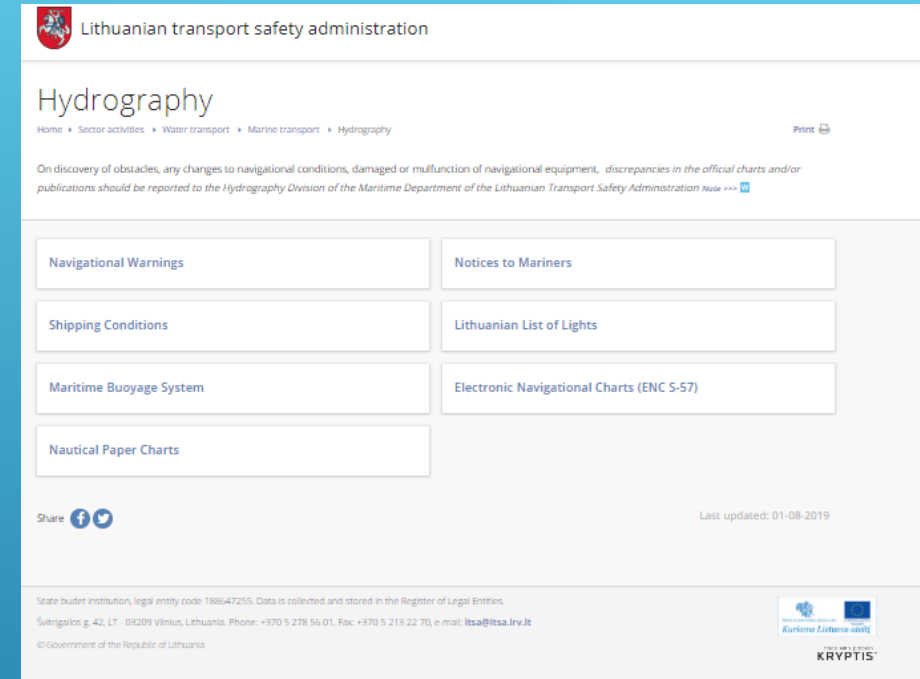 Lithuanian transport safety administration
Hydrography
Home › Sector activities › Water transport › Marine transport › Hydrography
Print
On discovery of obstacles, any changes to navigational conditions, damaged or mulfunction of navigational equipment, discrepancies in the official charts and/or
publications should be reported to the Hydrography Division of the Maritime Department of the Lithuanian Transport Safety Administration Note >>> W
Navigational Warnings
Notices to Mariners
Shipping Conditions
Lithuanian List of Lights
Maritime Buoyage System
Electronic Navigational Charts (ENC S-57)
Nautical Paper Charts
Share
Last updated: 01-08-2019
State budet institution, legal entity code 188647255. Data is collected and stored in the Register of Legal Entities.
Švitrigailos g. 42, LT - 03209 Vilnius, Lithuania. Phone: +370 5 278 56 01, Fax: +370 5 213 22 70, e-mail: ltsa@ltsa.lrv.lt
© Government of the Republic of Lithuania
Kuriame Lietuvos ateitį
KRYPTIS